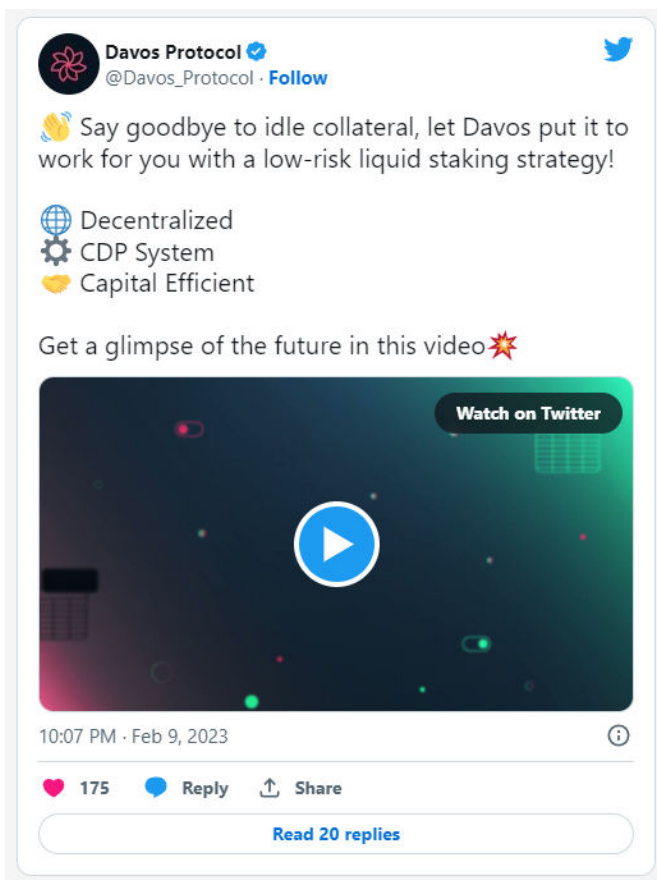 Davos Protocol
@Davos_Protocol · Follow
👋 Say goodbye to idle collateral, let Davos put it to
work for you with a low-risk liquid staking strategy!
🌐 Decentralized
⚙️ CDP System
🤝 Capital Efficient
Get a glimpse of the future in this video💥
Watch on Twitter
10:07 PM · Feb 9, 2023
175 Reply Share
Read 20 replies